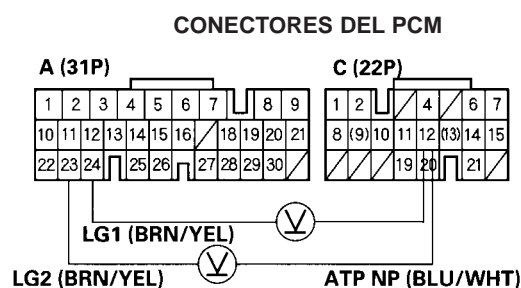 CONECTORES DEL PCM
A (31P) C (22P)
1 2 3 4 5 6 7 8 9 1 2 4 6 7
10 11 12 13 14 15 16 18 19 20 21 8 (9) 10 11 12 (13) 14 15
22 23 24 25 26 27 28 29 30 19 20 21
LG1 (BRN/YEL) V
LG2 (BRN/YEL) V ATP NP (BLU/WHT)